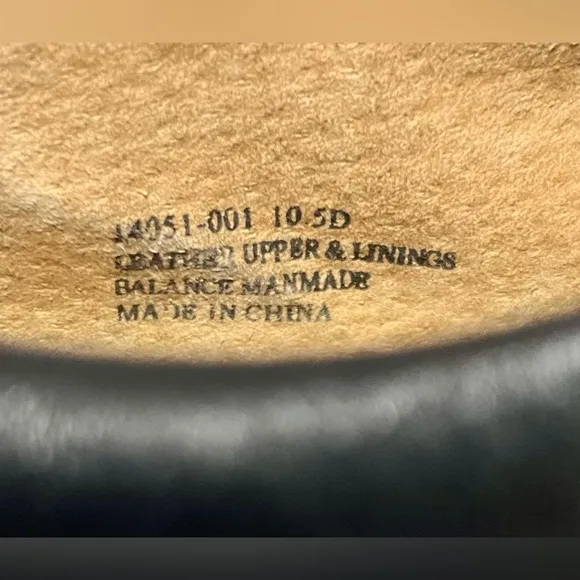 14051-001 10.5D
LEATHER UPPER & LININGS
BALANCE MANMADE
MADE IN CHINA